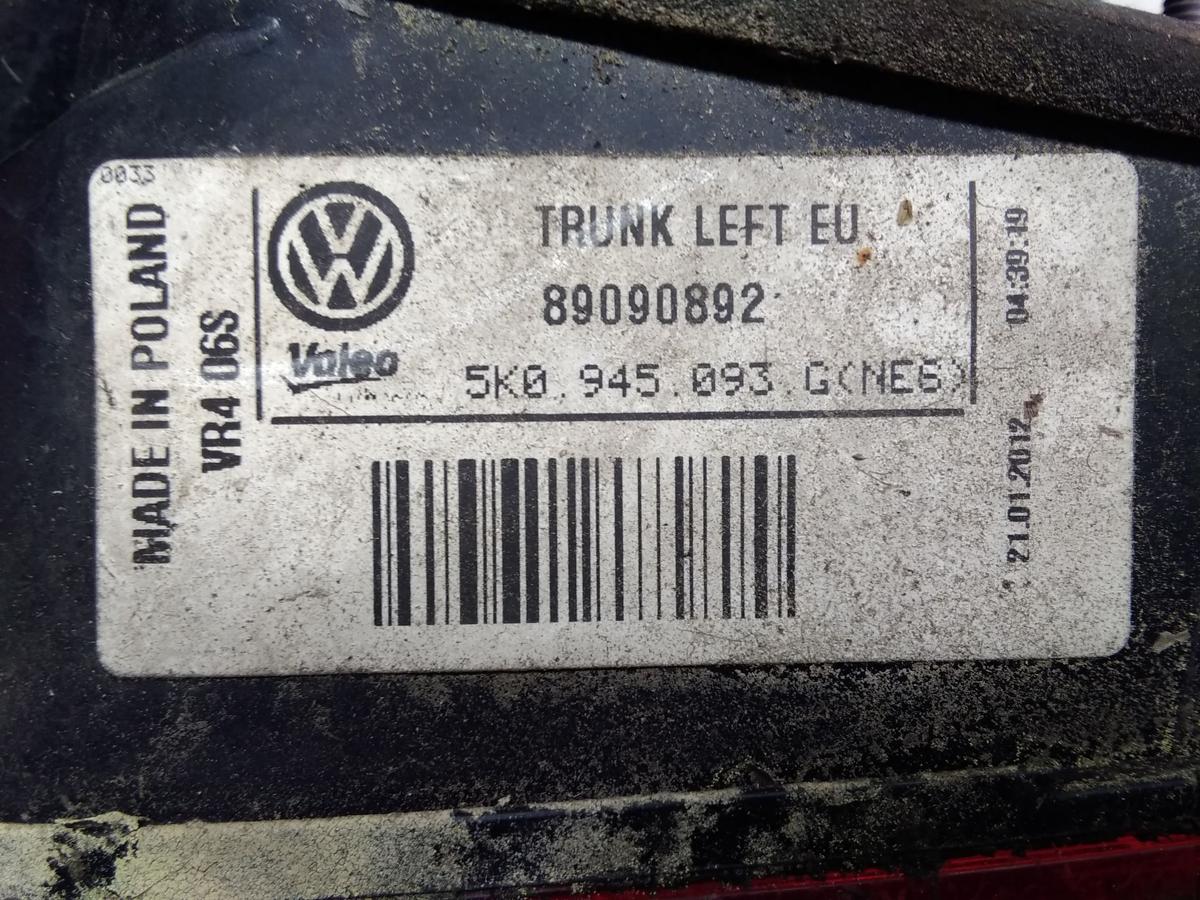 0033
MADE IN POLAND
VR4 06S
TRUNK LEFT EU
89090892
Valeo
5K0.945.093.G(NE6)
04:39:19
21.01.2012